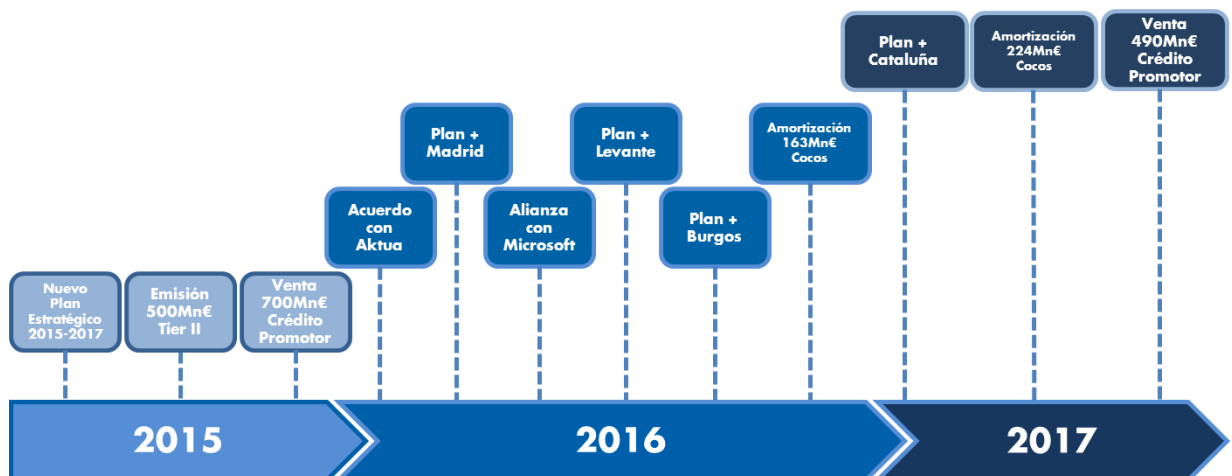 Nuevo
Plan
Estratégico
2015-2017
Emisión
500Mn€
Tier II
Venta
700Mn€
Crédito
Promotor
Acuerdo
con
Aktua
Plan +
Madrid
Alianza
con
Microsoft
Plan +
Levante
Plan +
Burgos
Amortización
163Mn€
Cocos
Plan +
Cataluña
Amortización
224Mn€
Cocos
Venta
490Mn€
Crédito
Promotor
2015
2016
2017